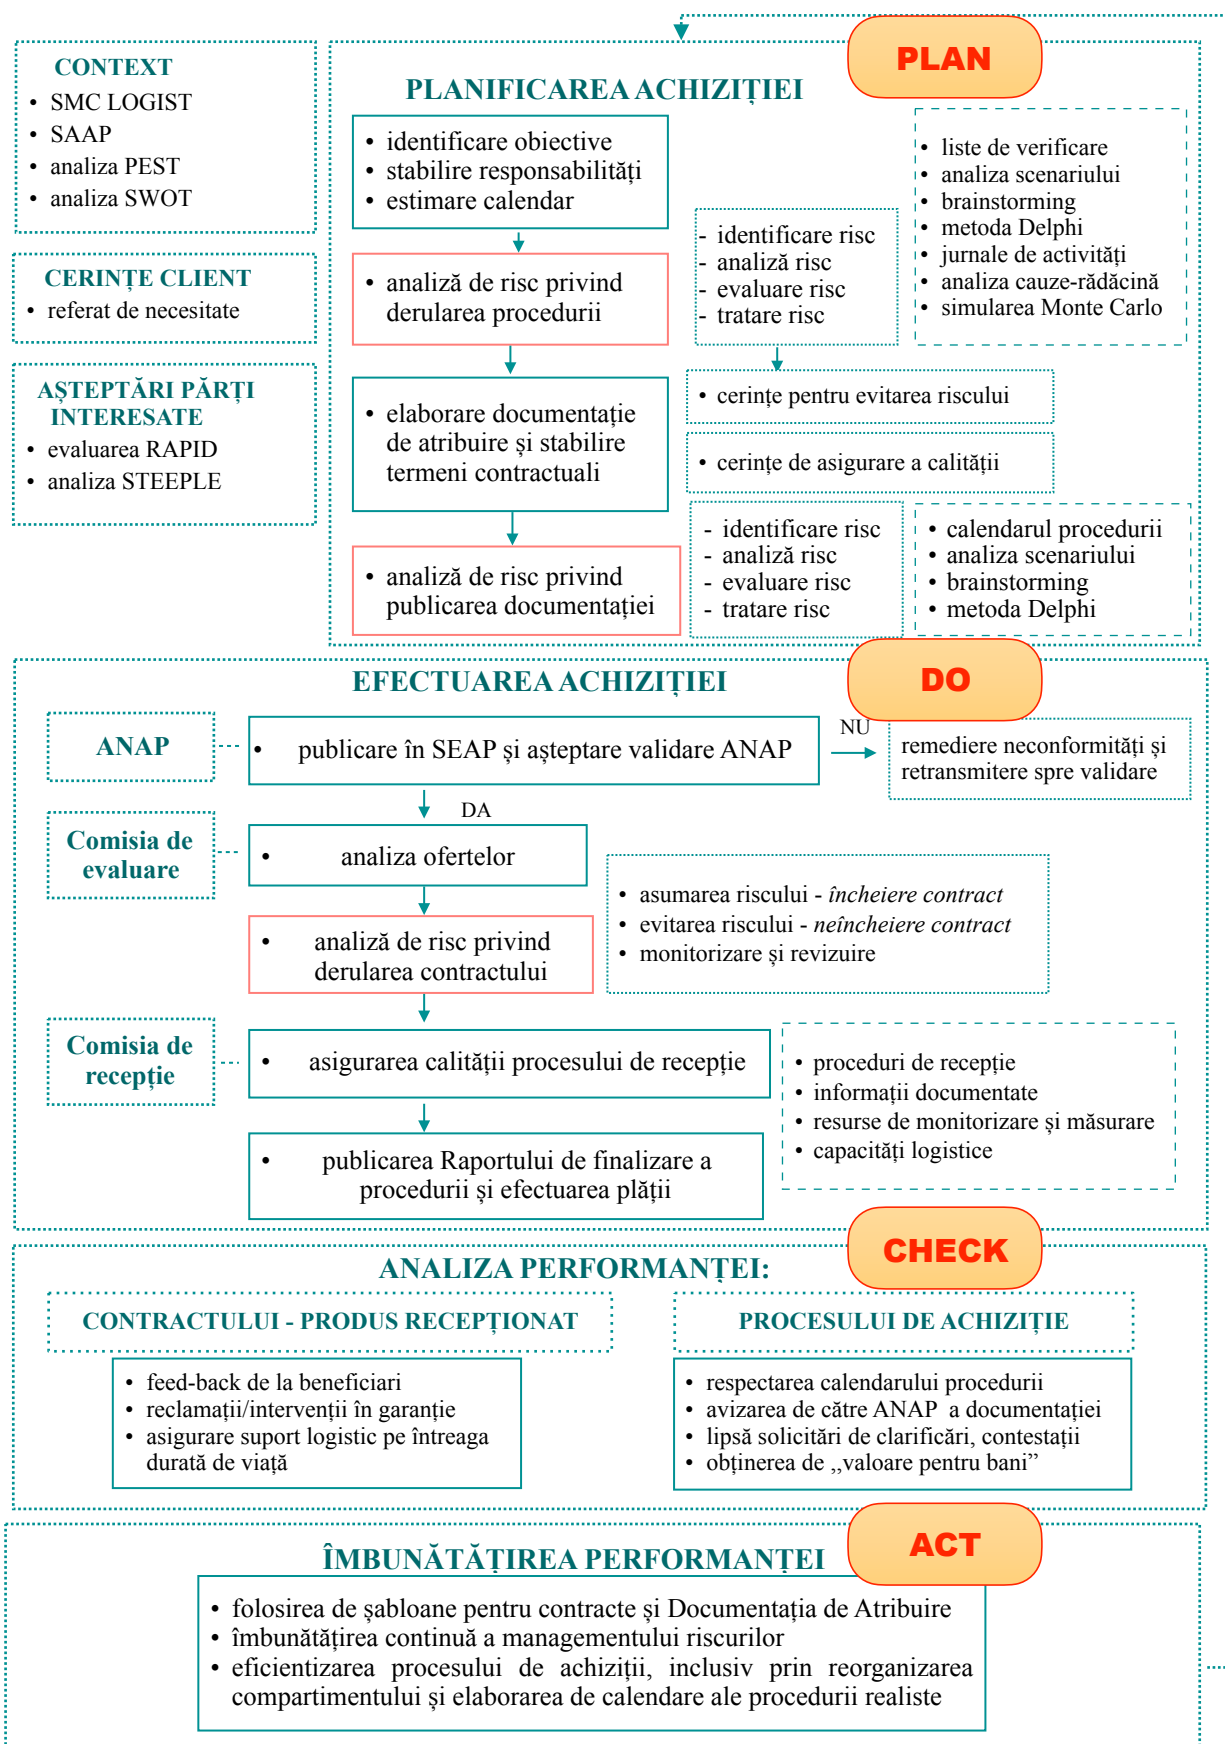 PLAN
CONTEXT
• SMC LOGIST
• SAAP
• analiza PEST
• analiza SWOT
CERINȚE CLIENT
• referat de necesitate
AȘTEPTĂRI PĂRȚI
INTERESATE
• evaluarea RAPID
• analiza STEEPLE
PLANIFICAREA ACHIZIȚIEI
• identificare obiective
• stabilire responsabilități
• estimare calendar
• analiză de risc privind
derularea procedurii
- identificare risc
- analiză risc
- evaluare risc
- tratare risc
• liste de verificare
• analiza scenariului
• brainstorming
• metoda Delphi
• jurnale de activități
• analiza cauze-rădăcină
• simularea Monte Carlo
• elaborare documentație
de atribuire și stabilire
termeni contractuali
• cerințe pentru evitarea riscului
• cerințe de asigurare a calității
• analiză de risc privind
publicarea documentației
- identificare risc
- analiză risc
- evaluare risc
- tratare risc
• calendarul procedurii
• analiza scenariului
• brainstorming
• metoda Delphi
DO
EFECTUAREA ACHIZIȚIEI
ANAP
• publicare în SEAP și așteptare validare ANAP
NU
remediere neconformități și
retransmitere spre validare
DA
Comisia de
evaluare
• analiza ofertelor
• analiză de risc privind
derularea contractului
• asumarea riscului - încheiere contract
• evitarea riscului - neîncheiere contract
• monitorizare și revizuire
Comisia de
recepție
• asigurarea calității procesului de recepție
• proceduri de recepție
• informații documentate
• resurse de monitorizare și măsurare
• capacități logistice
• publicarea Raportului de finalizare a
procedurii și efectuarea plății
CHECK
ANALIZA PERFORMANȚEI:
CONTRACTULUI - PRODUS RECEPȚIONAT
• feed-back de la beneficiari
• reclamații/intervenții în garanție
• asigurare suport logistic pe întreaga
durată de viață
PROCESULUI DE ACHIZIȚIE
• respectarea calendarului procedurii
• avizarea de către ANAP a documentației
• lipsă solicitări de clarificări, contestații
• obținerea de ,,valoare pentru bani”
ACT
ÎMBUNĂTĂȚIREA PERFORMANȚEI
• folosirea de șabloane pentru contracte și Documentația de Atribuire
• îmbunătățirea continuă a managementului riscurilor
• eficientizarea procesului de achiziții, inclusiv prin reorganizarea
compartimentului și elaborarea de calendare ale procedurii realiste